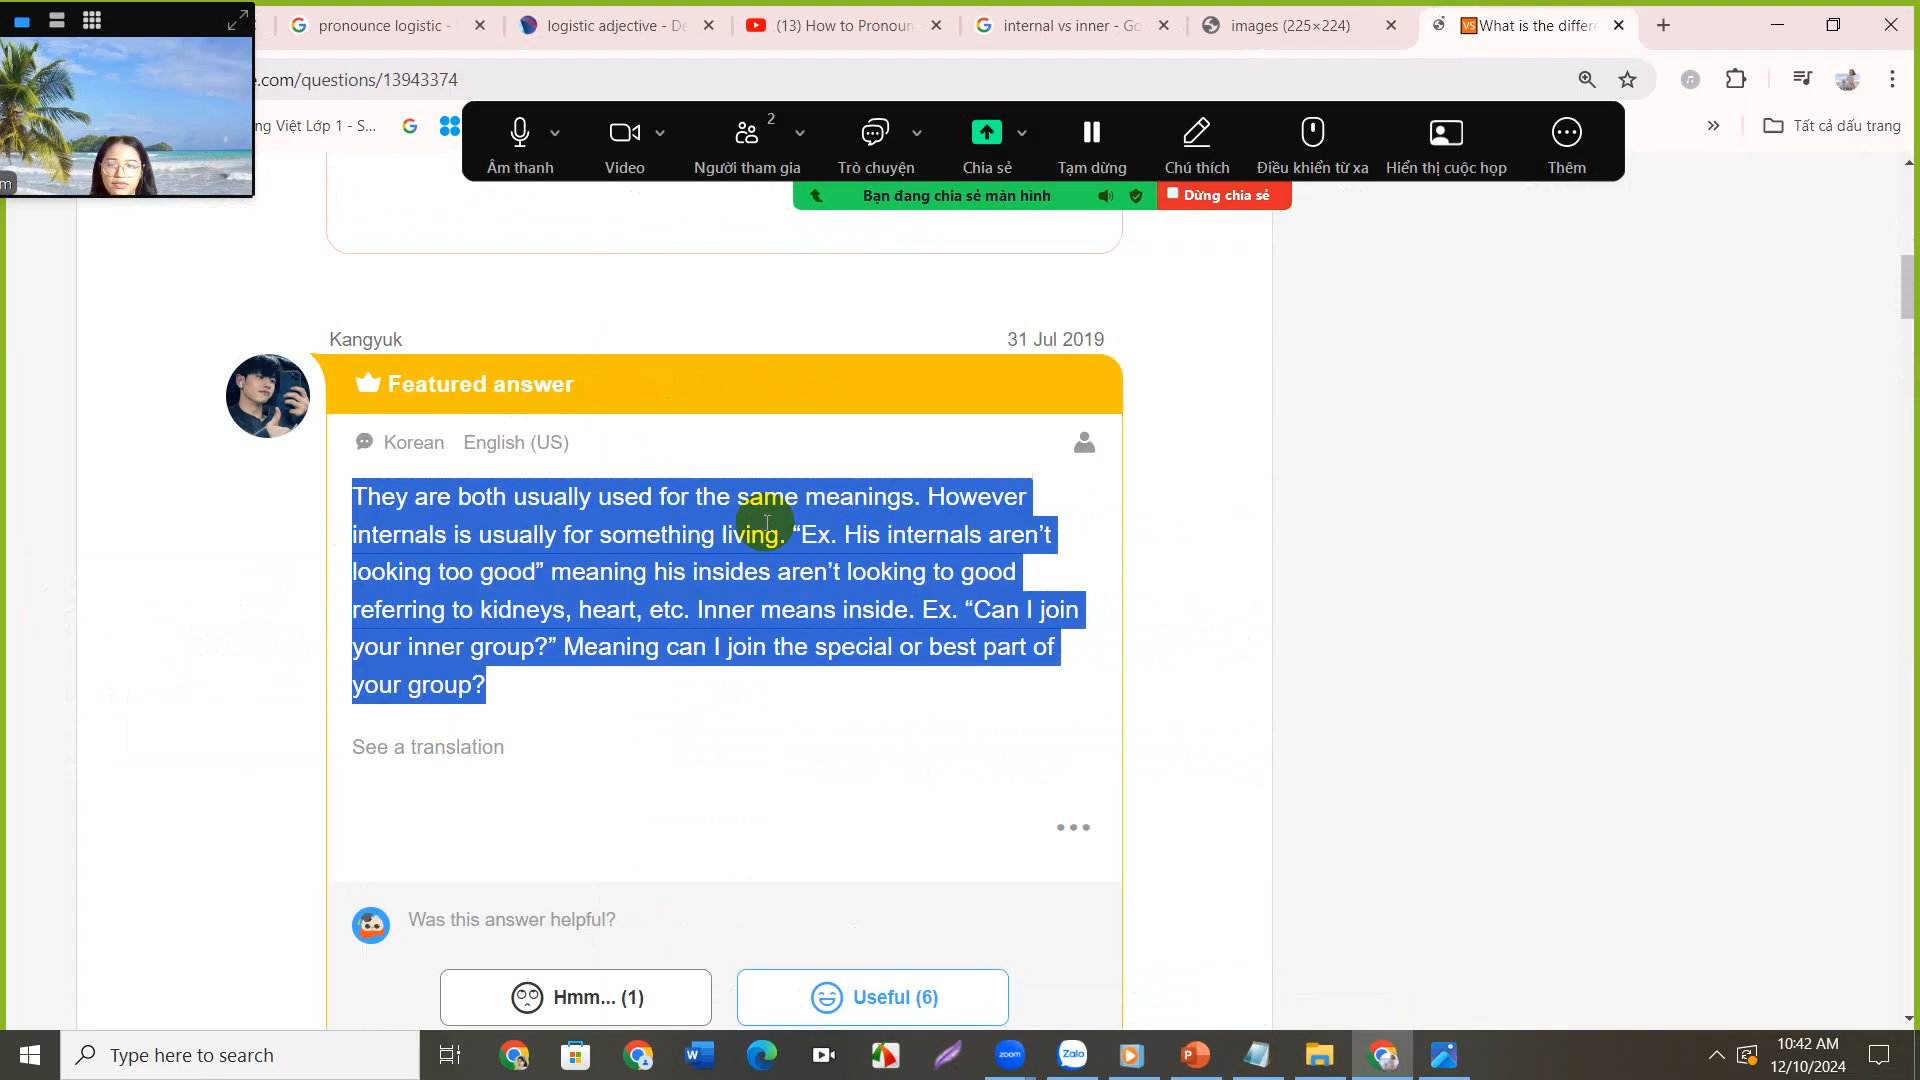 pronounce logistic -
logistic adjective - De
(13) How to Pronoun
internal vs inner - Go
images (225×224)
VS
What is the differe
e.com/questions/13943374
ng Việt Lớp 1 - S...
Tất cả dấu trang
2
Âm thanh
Video
Người tham gia
Trò chuyện
Chia sẻ
Tạm dừng
Chú thích
Điều khiển từ xa
Hiển thị cuộc họp
Thêm
m
Bạn đang chia sẻ màn hình
Dừng chia sẻ
Kangyuk
31 Jul 2019
Featured answer
Korean English (US)
They are both usually used for the same meanings. However
internals is usually for something living. “Ex. His internals aren’t
looking too good” meaning his insides aren’t looking to good
referring to kidneys, heart, etc. Inner means inside. Ex. “Can I join
your inner group?” Meaning can I join the special or best part of
your group?
See a translation
Was this answer helpful?
Hmm... (1)
Useful (6)
Type here to search
zoom
Zalo
10:42 AM
12/10/2024